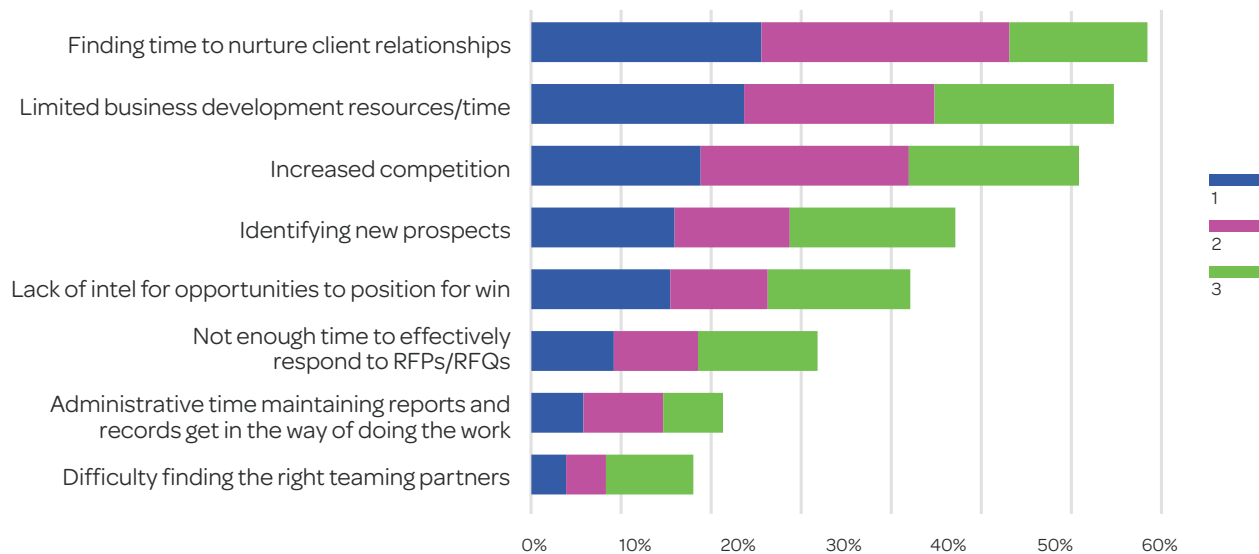 Finding time to nurture client relationships
Limited business development resources/time
Increased competition
Identifying new prospects
Lack of intel for opportunities to position for win
Not enough time to effectively
respond to RFPs/RFQs
Administrative time maintaining reports and
records get in the way of doing the work
Difficulty finding the right teaming partners
0% 10% 20% 30% 40% 50% 60%
1
2
3